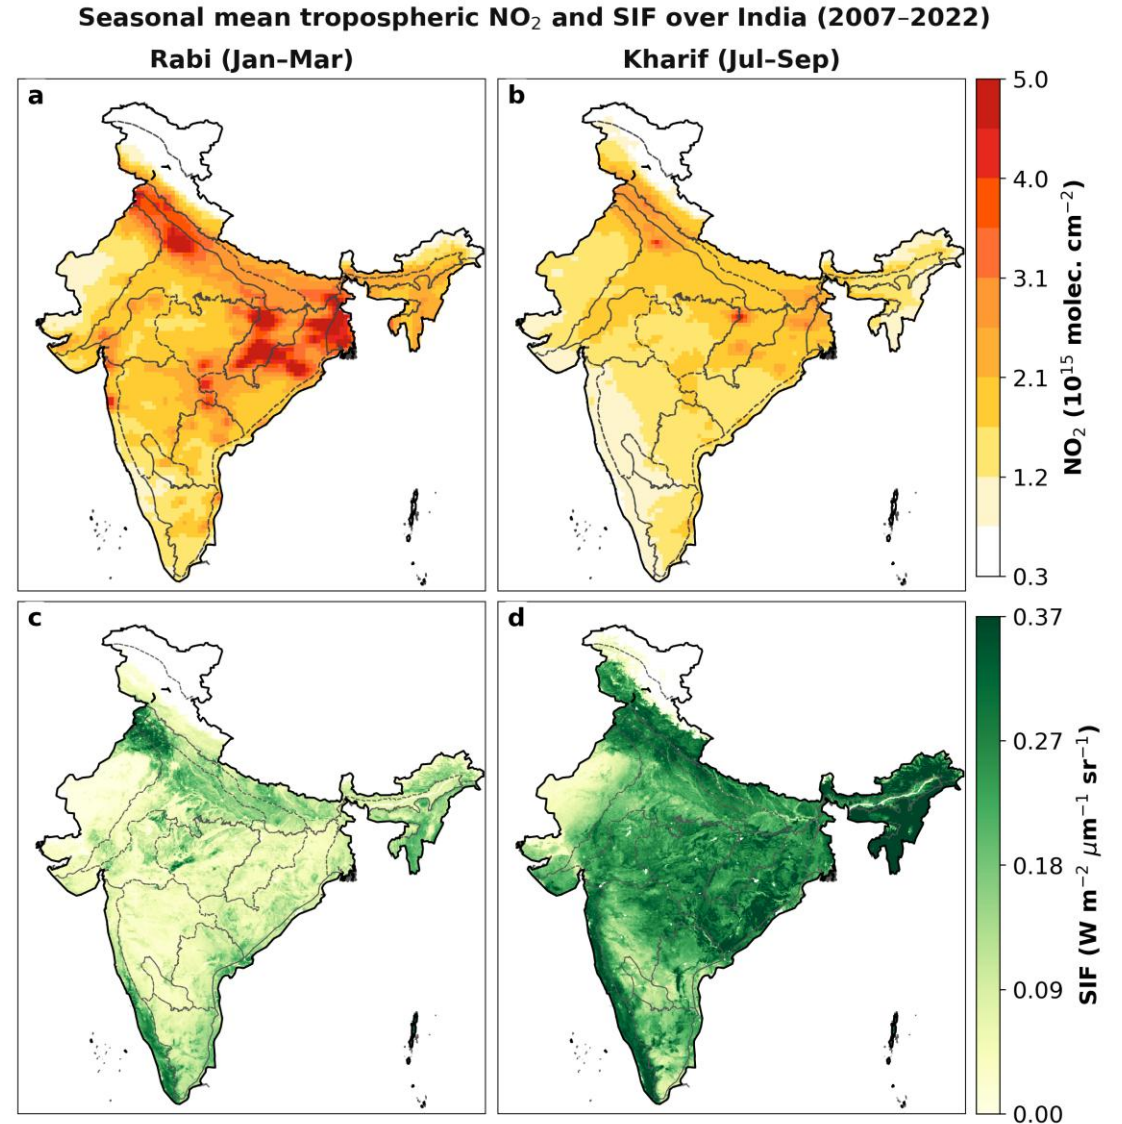 Seasonal mean tropospheric NO₂ and SIF over India (2007–2022)
Rabi (Jan–Mar)
Kharif (Jul–Sep)
a
b
5.0
4.0
3.1
2.1
1.2
0.3
NO₂ (10¹⁵ molec. cm⁻²)
c
d
0.37
0.27
0.18
0.09
0.00
SIF (W m⁻² μm⁻¹ sr⁻¹)